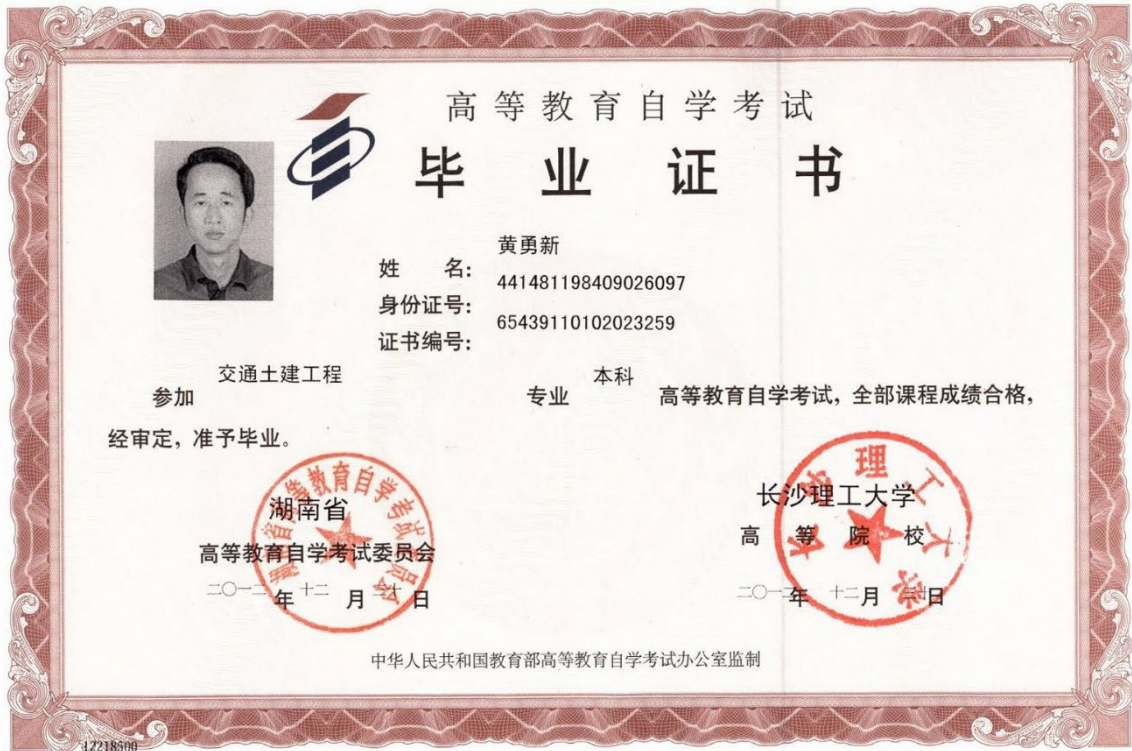 高等教育自学考试
毕业证书
黄勇新
姓 名:
441481198409026097
身份证号:
65439110102023259
证书编号:
交通土建工程 本科
参加 专业 高等教育自学考试，全部课程成绩合格，
经审定，准予毕业。
湖南省
高等教育自学考试委员会
年 十二 月 日
长沙理工大学
高等院校
年 十二 月 日
中华人民共和国教育部高等教育自学考试办公室监制
12218500